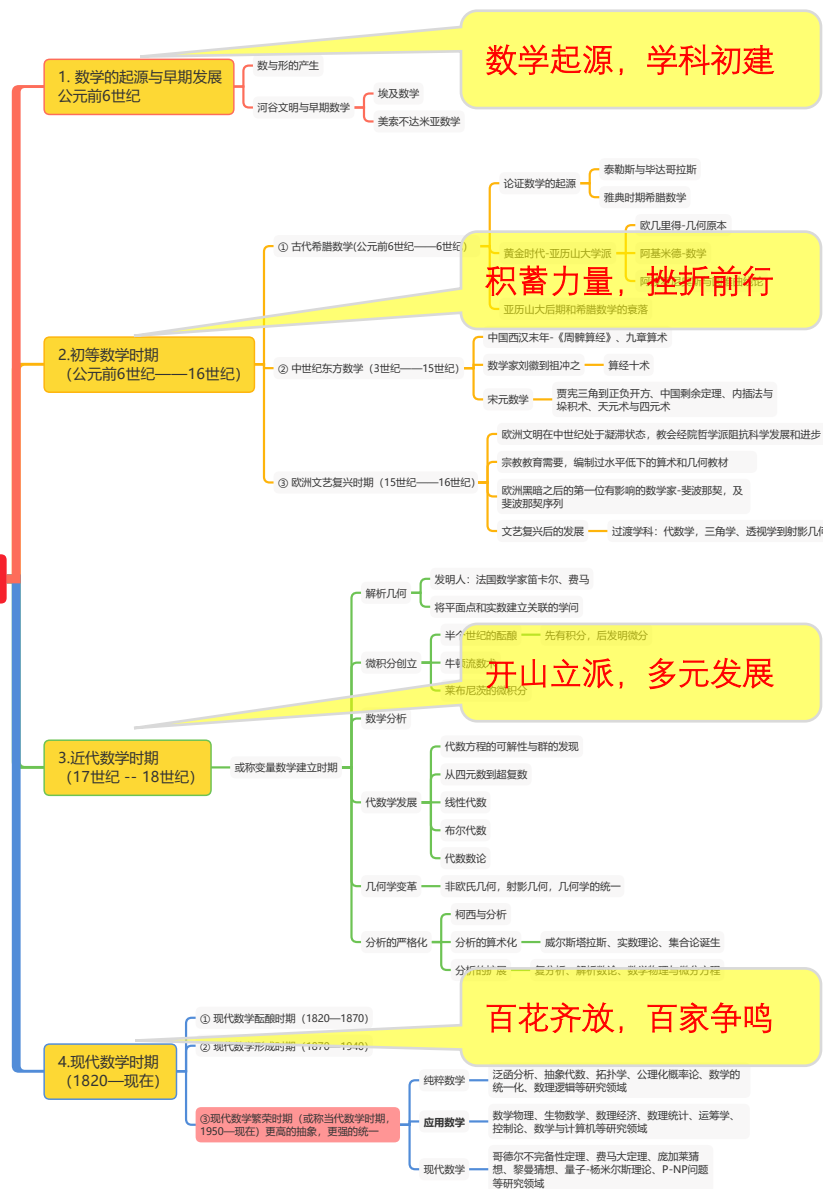 数学起源，学科初建
1. 数学的起源与早期发展
公元前6世纪
数与形的产生
河谷文明与早期数学
埃及数学
美索不达米亚数学
积蓄力量，挫折前行
2.初等数学时期
（公元前6世纪——16世纪）
① 古代希腊数学(公元前6世纪——6世纪）
论证数学的起源
泰勒斯与毕达哥拉斯
雅典时期希腊数学
黄金时代-亚历山大学派
欧几里得-几何原本
阿基米德-数学
亚历山大后期和希腊数学的衰落
② 中世纪东方数学（3世纪——15世纪）
中国西汉末年-《周髀算经》、九章算术
数学家刘徽到祖冲之
算经十术
宋元数学
贾宪三角到正负开方、中国剩余定理、内插法与
垛积术、天元术与四元术
③ 欧洲文艺复兴时期（15世纪——16世纪）
欧洲文明在中世纪处于凝滞状态，教会经院哲学派阻抗科学发展和进步
宗教教育需要，编制过水平低下的算术和几何教材
欧洲黑暗之后的第一位有影响的数学家-斐波那契，及
斐波那契序列
文艺复兴后的发展
过渡学科：代数学，三角学、透视学到射影几何
开山立派，多元发展
3.近代数学时期
（17世纪 -- 18世纪）
或称变量数学建立时期
解析几何
发明人：法国数学家笛卡尔、费马
将平面点和实数建立关联的学问
微积分创立
半个世纪的酝酿
先有积分，后发明微分
牛顿流数术
莱布尼茨的微积分
数学分析
代数学发展
代数方程的可解性与群的发现
从四元数到超复数
线性代数
布尔代数
代数数论
几何学变革
非欧氏几何，射影几何，几何学的统一
分析的严格化
柯西与分析
分析的算术化
威尔斯塔拉斯、实数理论、集合论诞生
分析的扩展
复分析、解析数论、数学物理与微分方程
百花齐放，百家争鸣
4.现代数学时期
（1820—现在）
① 现代数学酝酿时期（1820—1870）
② 现代数学形成时期（1870—1940）
③现代数学繁荣时期（或称当代数学时期，
1950—现在）更高的抽象，更强的统一
纯粹数学
泛函分析、抽象代数、拓扑学、公理化概率论、数学的
统一化、数理逻辑等研究领域
应用数学
数学物理、生物数学、数理经济、数理统计、运筹学、
控制论、数学与计算机等研究领域
现代数学
哥德尔不完备性定理、费马大定理、庞加莱猜
想、黎曼猜想、量子-杨米尔斯理论、P-NP问题
等研究领域